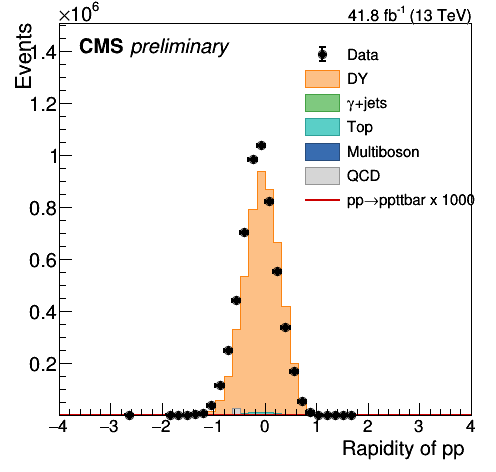 ×10⁶
41.8 fb⁻¹ (13 TeV)
Events
CMS preliminary
Data
DY
γ+jets
Top
Multiboson
QCD
pp→ppttbar x 1000
1.4
1.2
1
0.8
0.6
0.4
0.2
−4 −3 −2 −1 0 1 2 3 4
Rapidity of pp